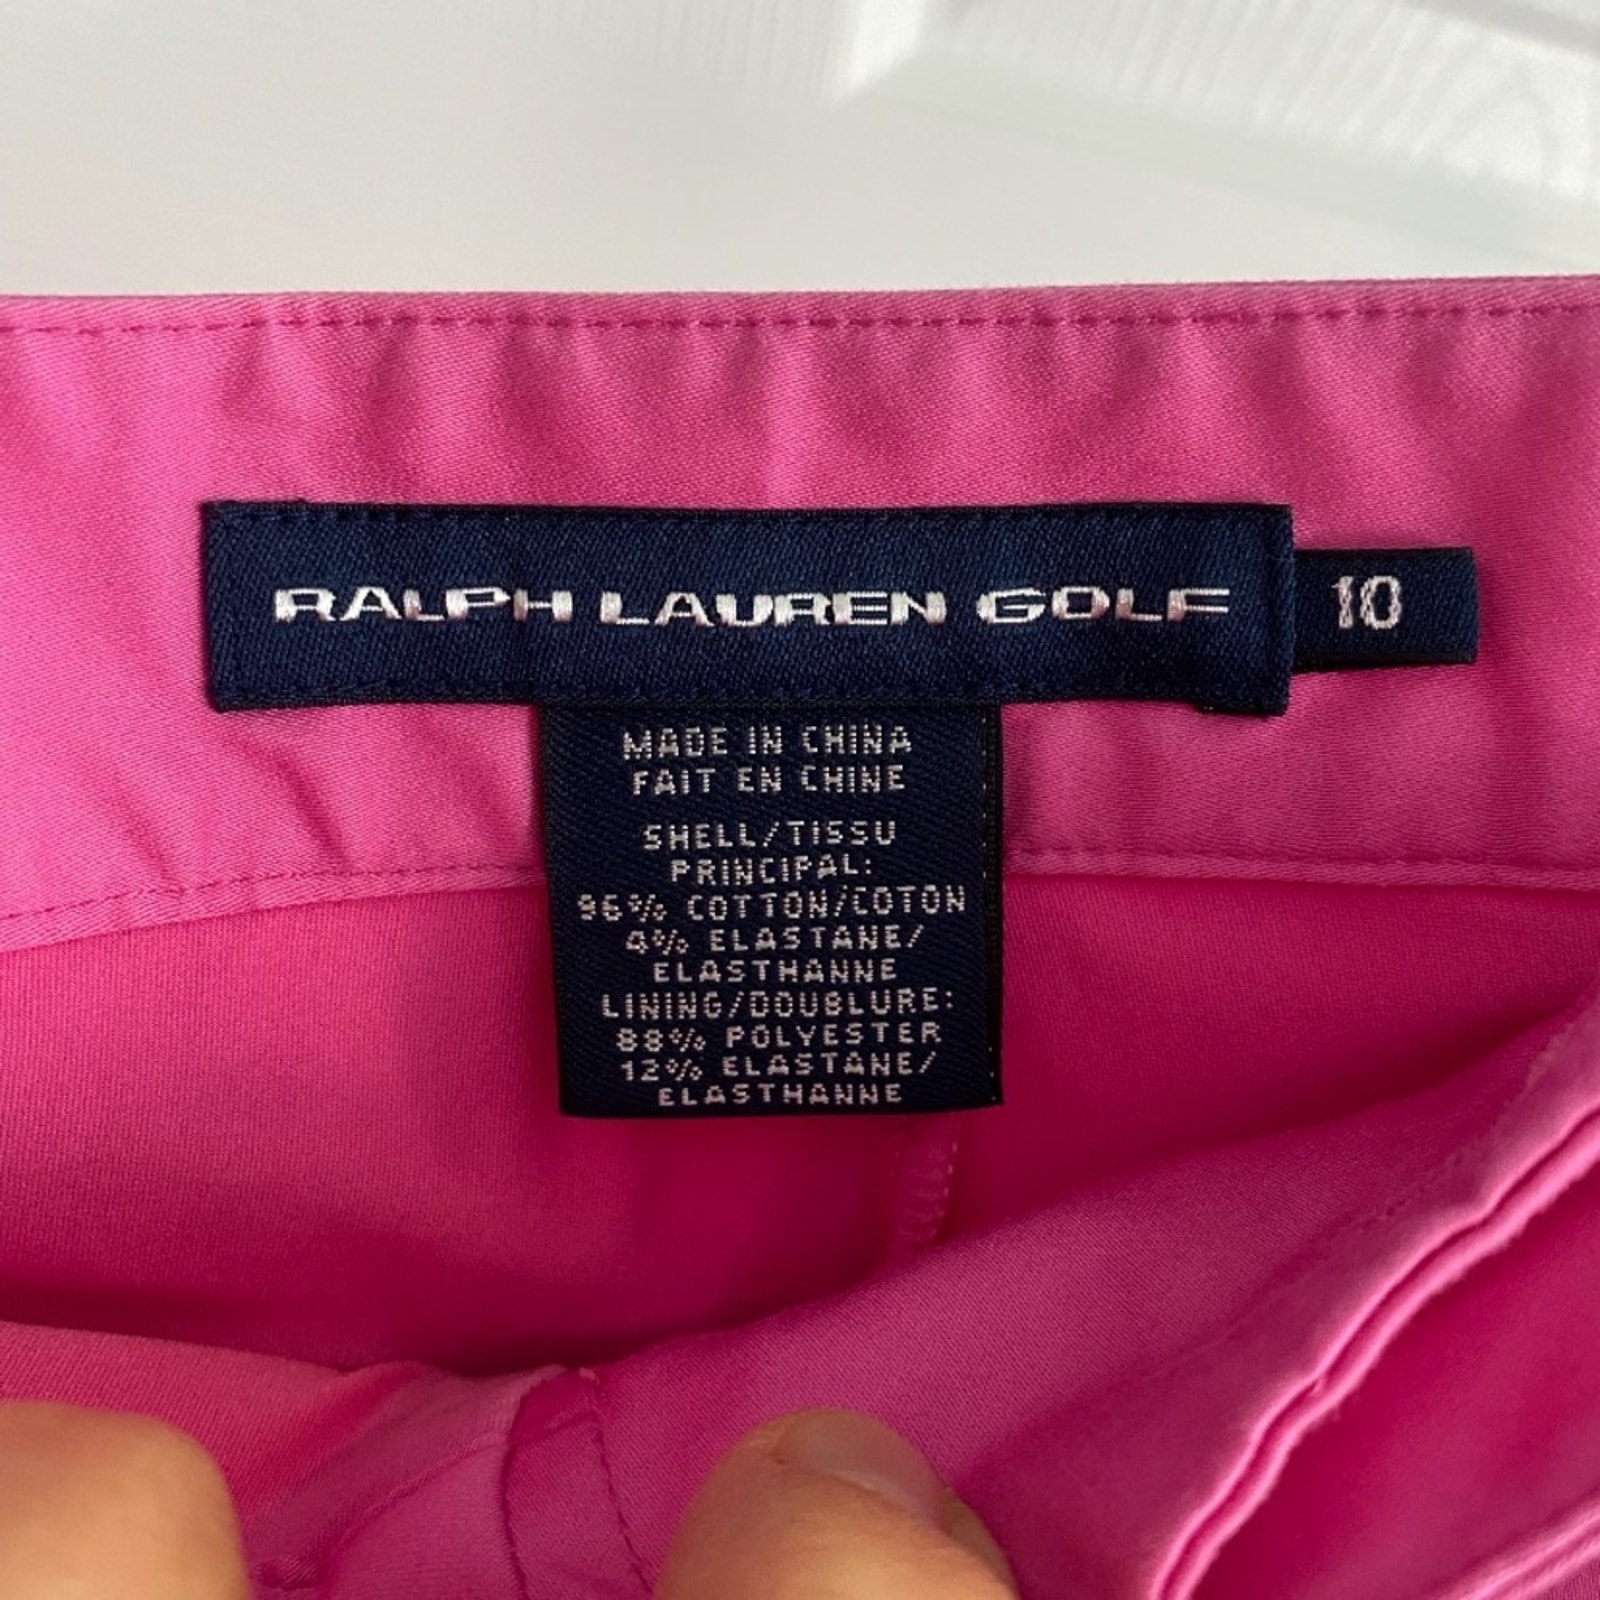 RALPH LAUREN GOLF
10
MADE IN CHINA
FAIT EN CHINE
SHELL/TISSU
PRINCIPAL:
96% COTTON/COTON
4% ELASTANE/
ELASTHANNE
LINING/DOUBLURE:
88% POLYESTER
12% ELASTANE/
ELASTHANNE